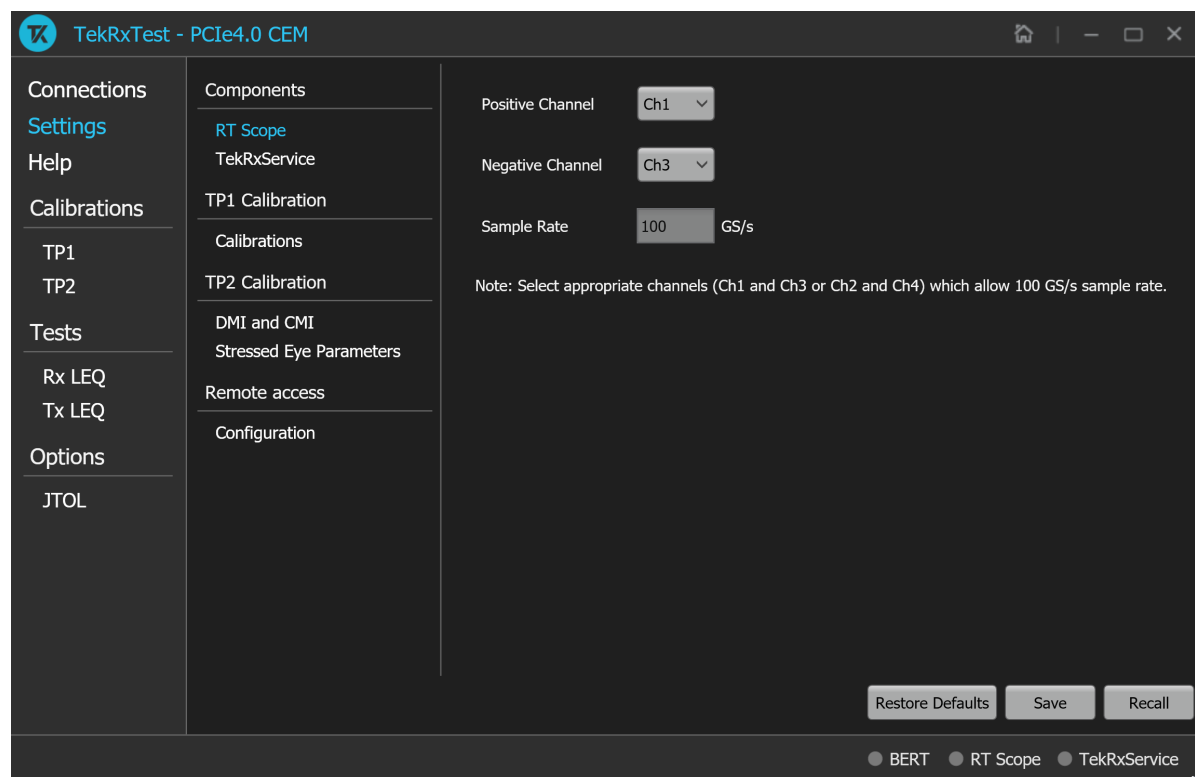 TekRxTest - PCIe4.0 CEM
Connections
Settings
Help
Calibrations
TP1
TP2
Tests
Rx LEQ
Tx LEQ
Options
JTOL
Components
RT Scope
TekRxService
TP1 Calibration
Calibrations
TP2 Calibration
DMI and CMI
Stressed Eye Parameters
Remote access
Configuration
Positive Channel Ch1
Negative Channel Ch3
Sample Rate 100 GS/s
Note: Select appropriate channels (Ch1 and Ch3 or Ch2 and Ch4) which allow 100 GS/s sample rate.
Restore Defaults Save Recall
BERT RT Scope TekRxService